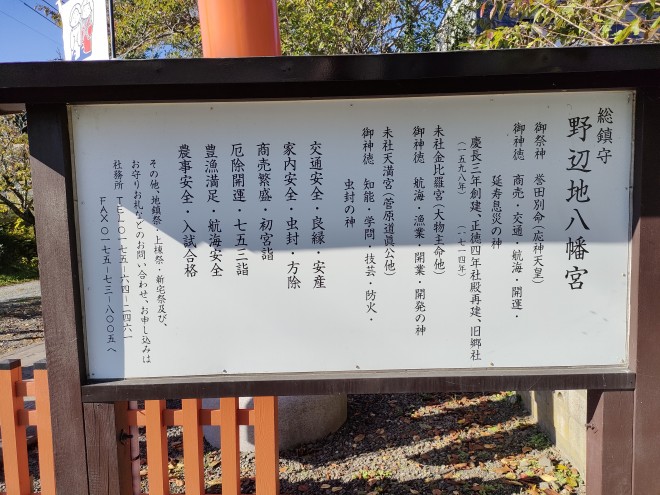 総鎮守
野辺地八幡宮
御祭神 誉田別命(応神天皇)
御神徳 商売・交通・航海・開運・
延寿息災の神
慶長三年創建、正徳四年社殿再建、旧郷社
(一五九八年) (一七一四年)
末社金比羅宮(大物主命他)
御神徳 航海・漁業・開業・開発の神
末社天満宮(菅原道眞公他)
御神徳 知能・学問・技芸・防火・
虫封の神
交通安全・良縁・安産
家内安全・虫封・方除
商売繁盛・初宮詣
厄除開運・七五三詣
豊漁満足・航海安全
農事安全・入試合格
その他、地鎮祭・上棟祭・新宅祭及び、
お守りお札などのお問い合わせ、お申し込みは
社務所 TEL〇一七五−六四−二四六一
FAX〇一七五−七三−八〇〇五へ